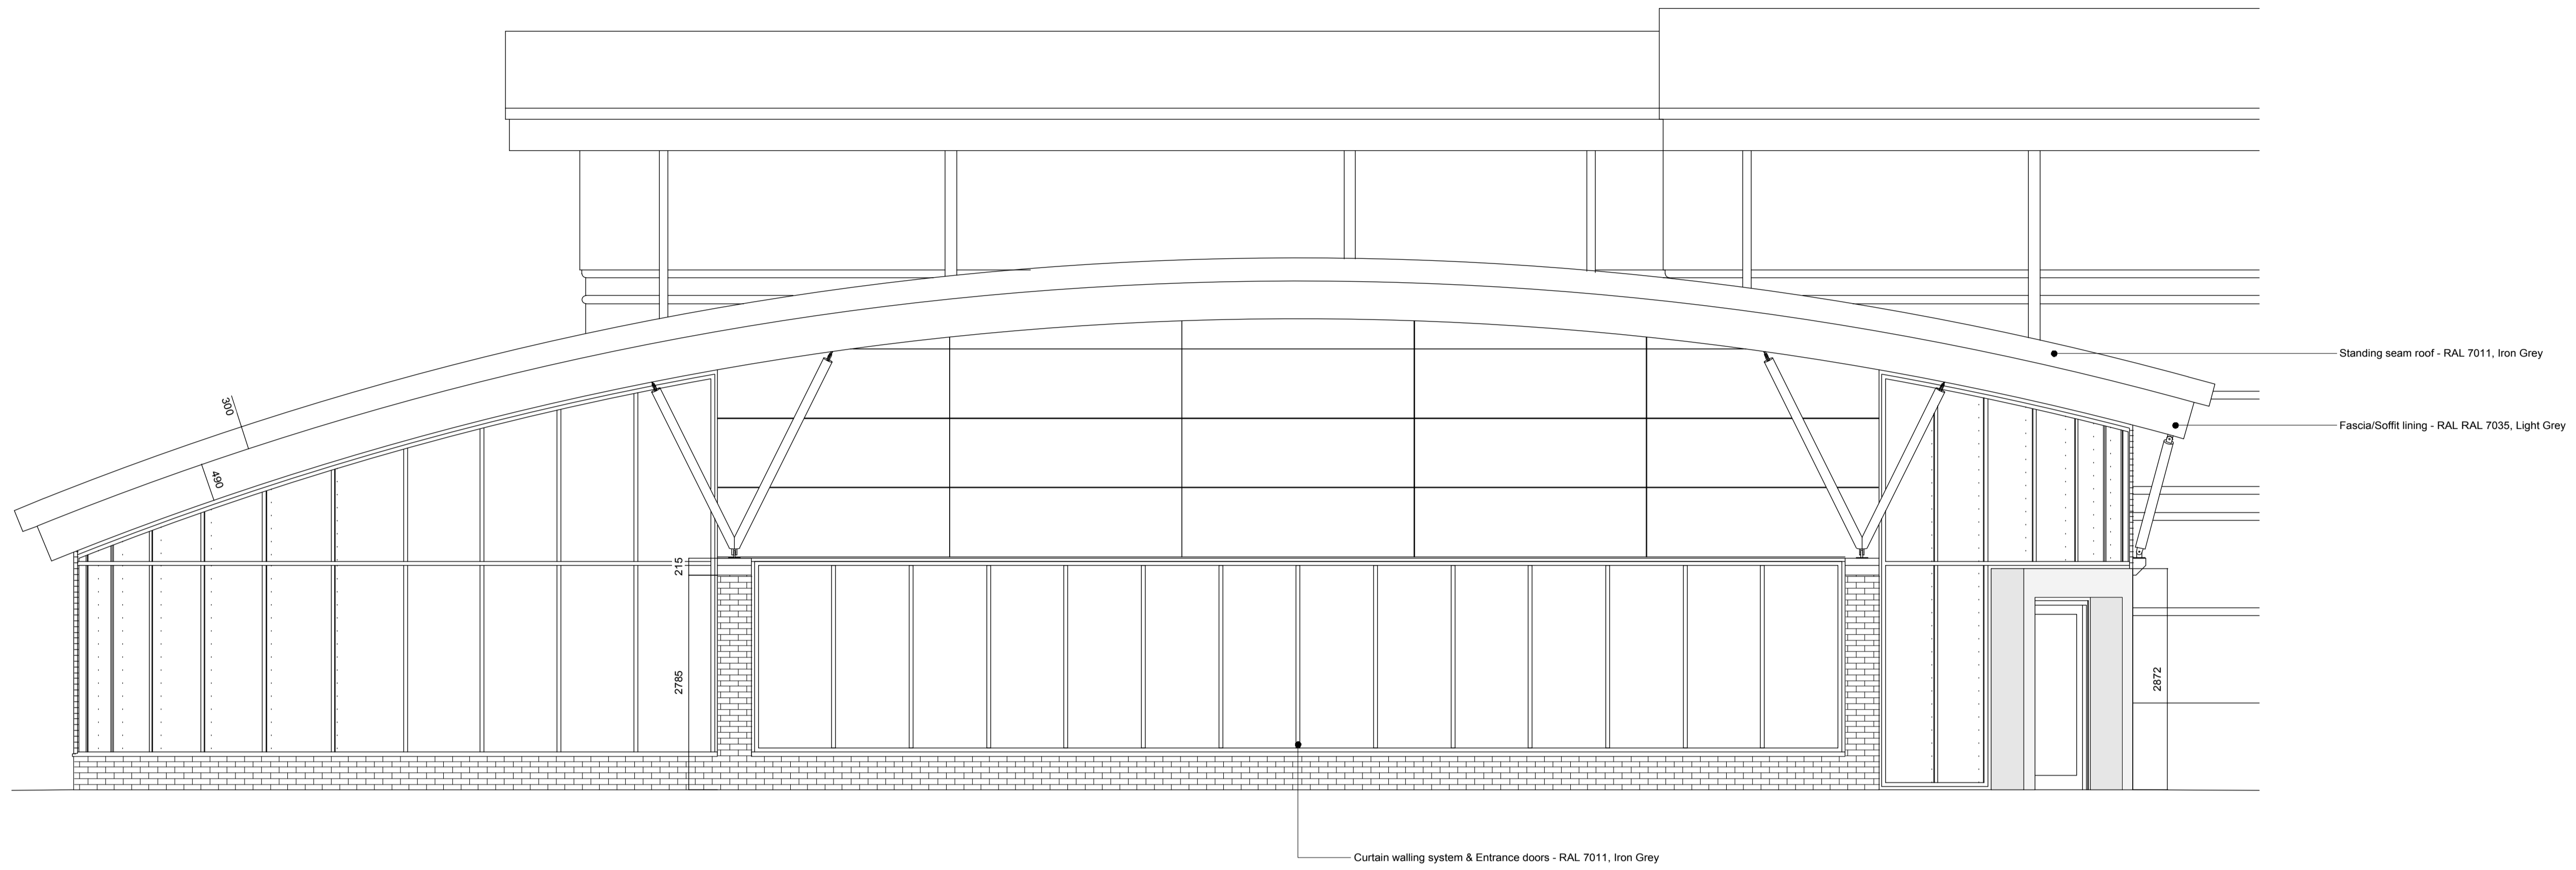 Standing seam roof - RAL 7011, Iron Grey
300
Fascia/Soffit lining - RAL RAL 7035, Light Grey
490
215
2785
2872
Curtain walling system & Entrance doors - RAL 7011, Iron Grey